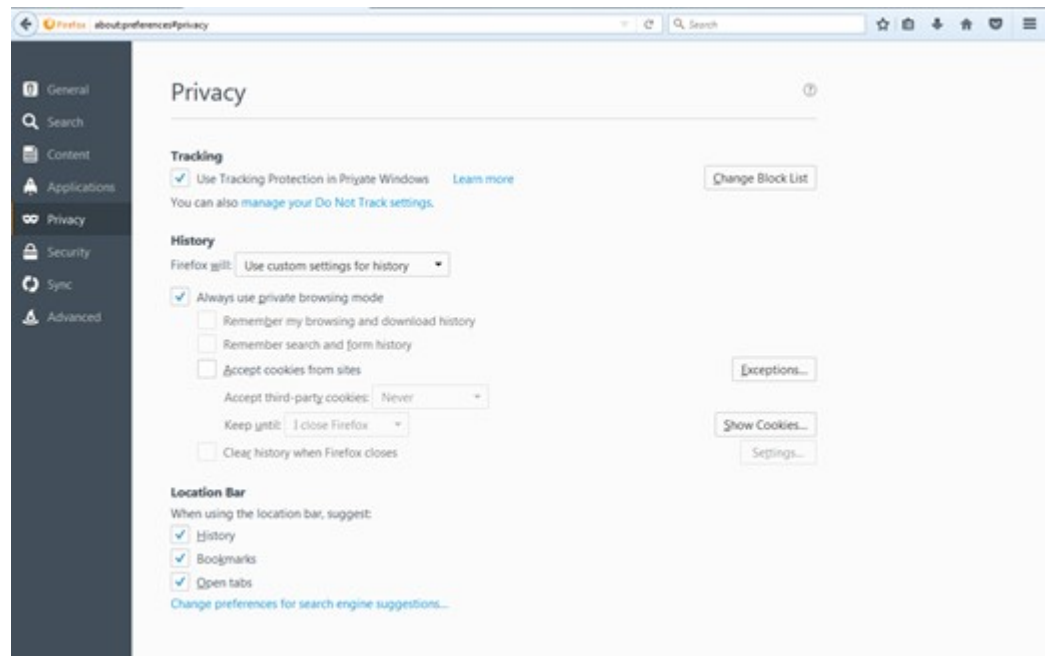 Firefox about:preferences#privacy
Search
General
Search
Content
Applications
Privacy
Security
Sync
Advanced
Privacy
Tracking
Use Tracking Protection in Private Windows Learn more Change Block List
You can also manage your Do Not Track settings.
History
Firefox will: Use custom settings for history
Always use private browsing mode
Remember my browsing and download history
Remember search and form history
Accept cookies from sites Exceptions...
Accept third-party cookies: Never
Keep until: I close Firefox Show Cookies...
Clear history when Firefox closes Settings...
Location Bar
When using the location bar, suggest:
History
Bookmarks
Open tabs
Change preferences for search engine suggestions...